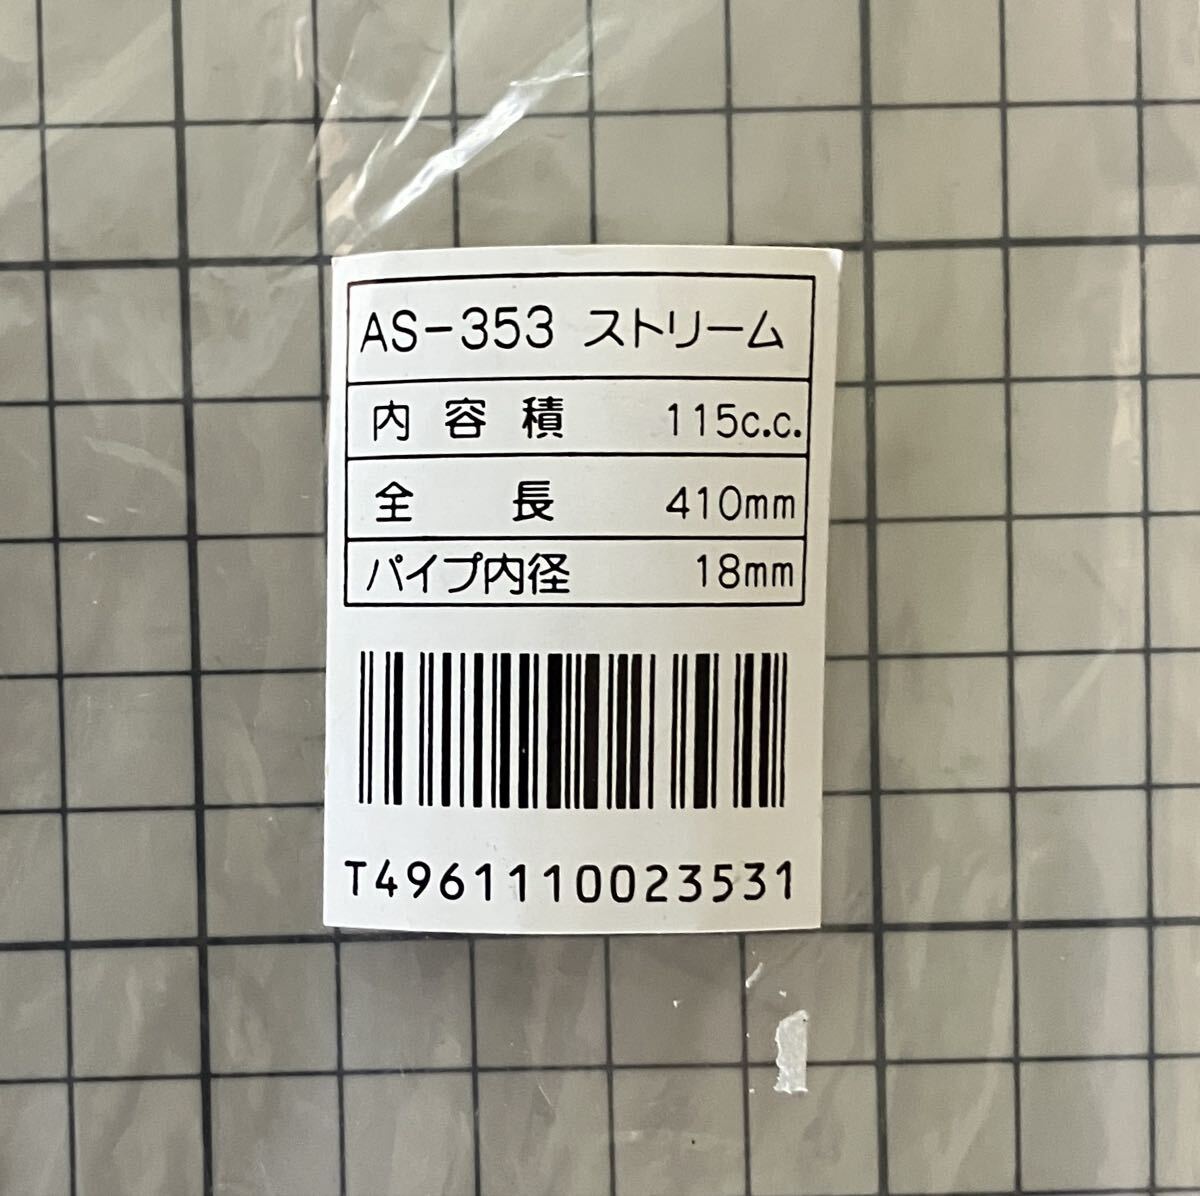 AS-353 ストリーム
内容積 115c.c.
全長 410mm
パイプ内径 18mm
T4961110023531